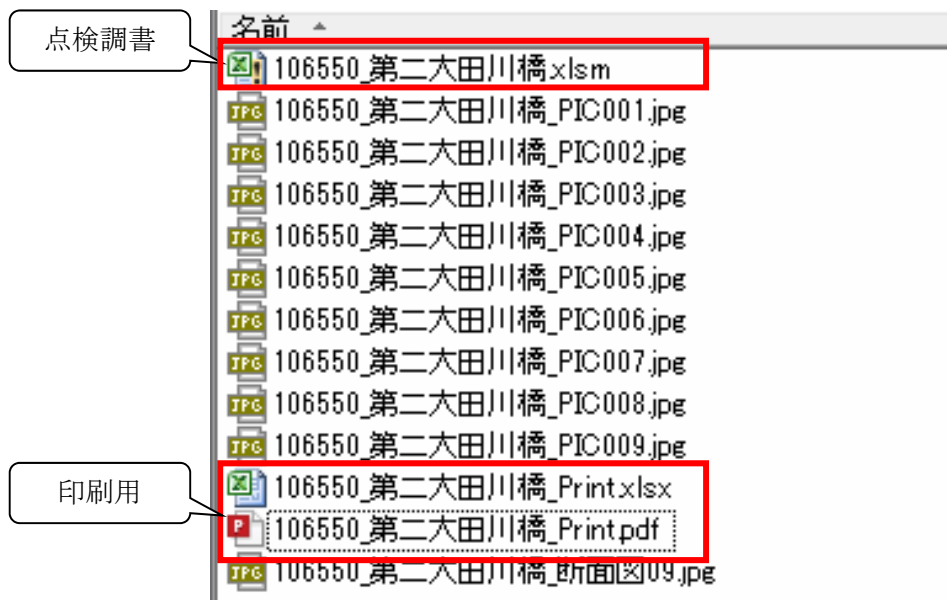 名前
点検調書
106550_第二大田川橋.xlsm
106550_第二大田川橋_PIC001.jpg
106550_第二大田川橋_PIC002.jpg
106550_第二大田川橋_PIC003.jpg
106550_第二大田川橋_PIC004.jpg
106550_第二大田川橋_PIC005.jpg
106550_第二大田川橋_PIC006.jpg
106550_第二大田川橋_PIC007.jpg
106550_第二大田川橋_PIC008.jpg
106550_第二大田川橋_PIC009.jpg
印刷用
106550_第二大田川橋_Print.xlsx
106550_第二大田川橋_Print.pdf
106550_第二大田川橋_断面図09.jpg